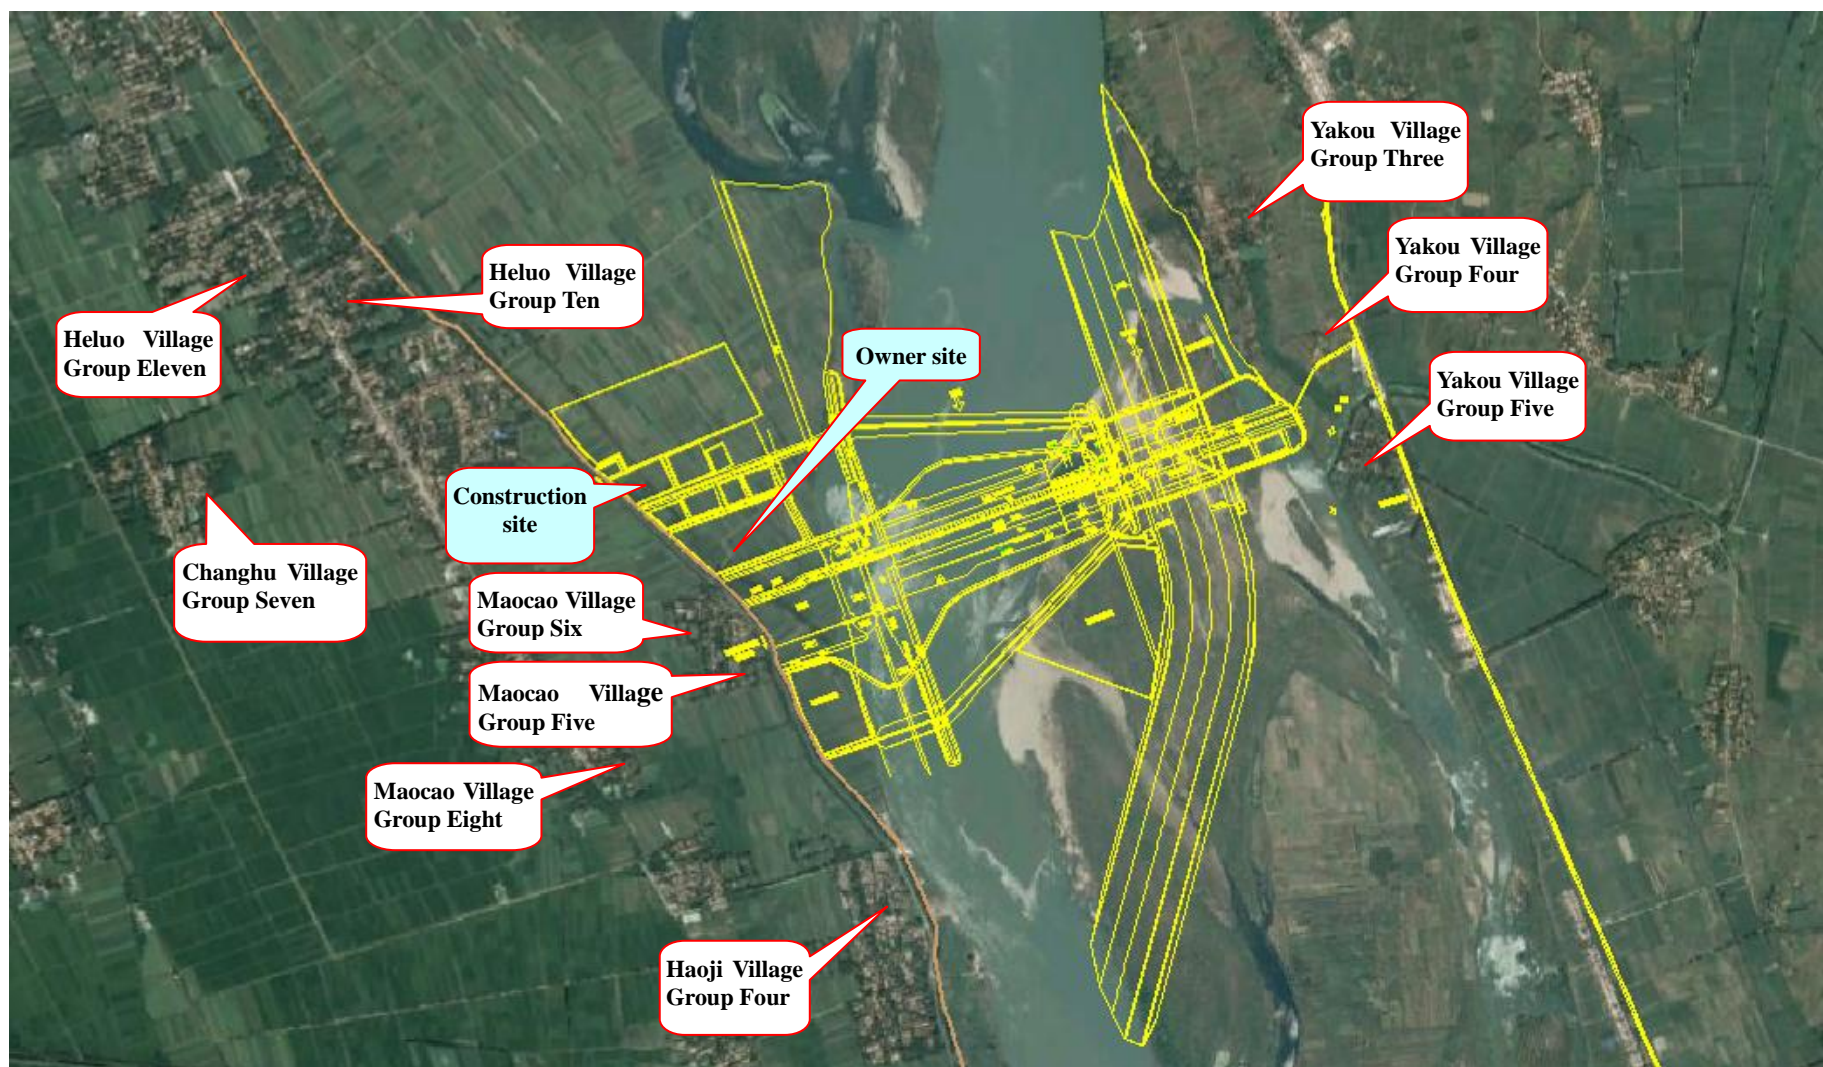 Yakou Village
Group Three
Yakou Village
Group Four
Heluo Village
Group Ten
Heluo Village
Group Eleven
Owner site
Yakou Village
Group Five
Construction
site
Changhu Village
Group Seven
Maocao Village
Group Six
Maocao Village
Group Five
Maocao Village
Group Eight
Haoji Village
Group Four